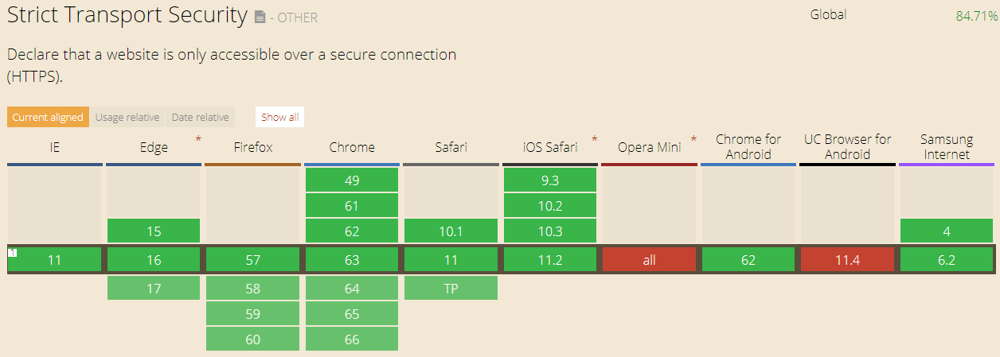 Strict Transport Security - OTHER
Global 84.71%
Declare that a website is only accessible over a secure connection
(HTTPS).
Current aligned Usage relative Date relative Show all
IE Edge * Firefox Chrome Safari iOS Safari * Opera Mini * Chrome for Android UC Browser for Android Samsung Internet
49 9.3
61 10.2
15 62 10.1 10.3 4
1 11 16 57 63 11 11.2 all 62 11.4 6.2
17 58 64 TP
59 65
60 66